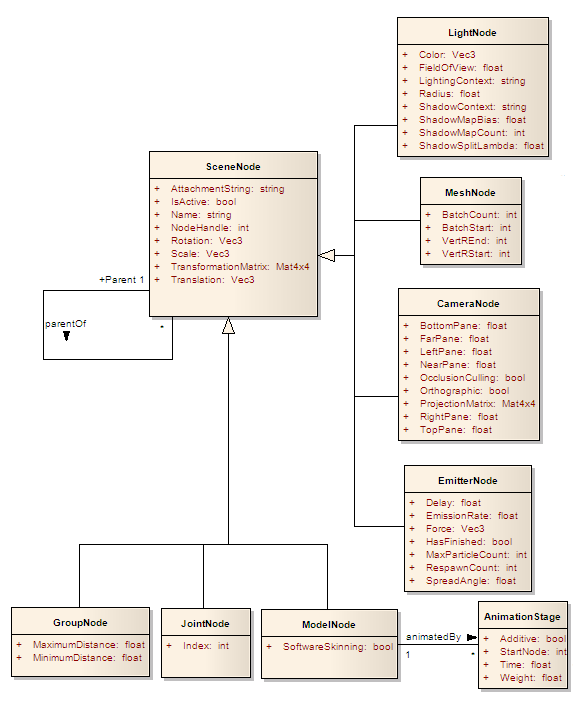 LightNode
+ Color: Vec3
+ FieldOfView: float
+ LightingContext: string
+ Radius: float
+ ShadowContext: string
+ ShadowMapBias: float
+ ShadowMapCount: int
+ ShadowSplitLambda: float
SceneNode
+ AttachmentString: string
+ IsActive: bool
+ Name: string
+ NodeHandle: int
+ Rotation: Vec3
+ Scale: Vec3
+ TransformationMatrix: Mat4x4
+ Translation: Vec3
MeshNode
+ BatchCount: int
+ BatchStart: int
+ VertREnd: int
+ VertRStart: int
+Parent 1
parentOf
*
CameraNode
+ BottomPane: float
+ FarPane: float
+ LeftPane: float
+ NearPane: float
+ OcclusionCulling: bool
+ Orthographic: bool
+ ProjectionMatrix: Mat4x4
+ RightPane: float
+ TopPane: float
EmitterNode
+ Delay: float
+ EmissionRate: float
+ Force: Vec3
+ HasFinished: bool
+ MaxParticleCount: int
+ RespawnCount: int
+ SpreadAngle: float
GroupNode
+ MaximumDistance: float
+ MinimumDistance: float
JointNode
+ Index: int
ModelNode
+ SoftwareSkinning: bool
animatedBy
1
*
AnimationStage
+ Additive: bool
+ StartNode: int
+ Time: float
+ Weight: float